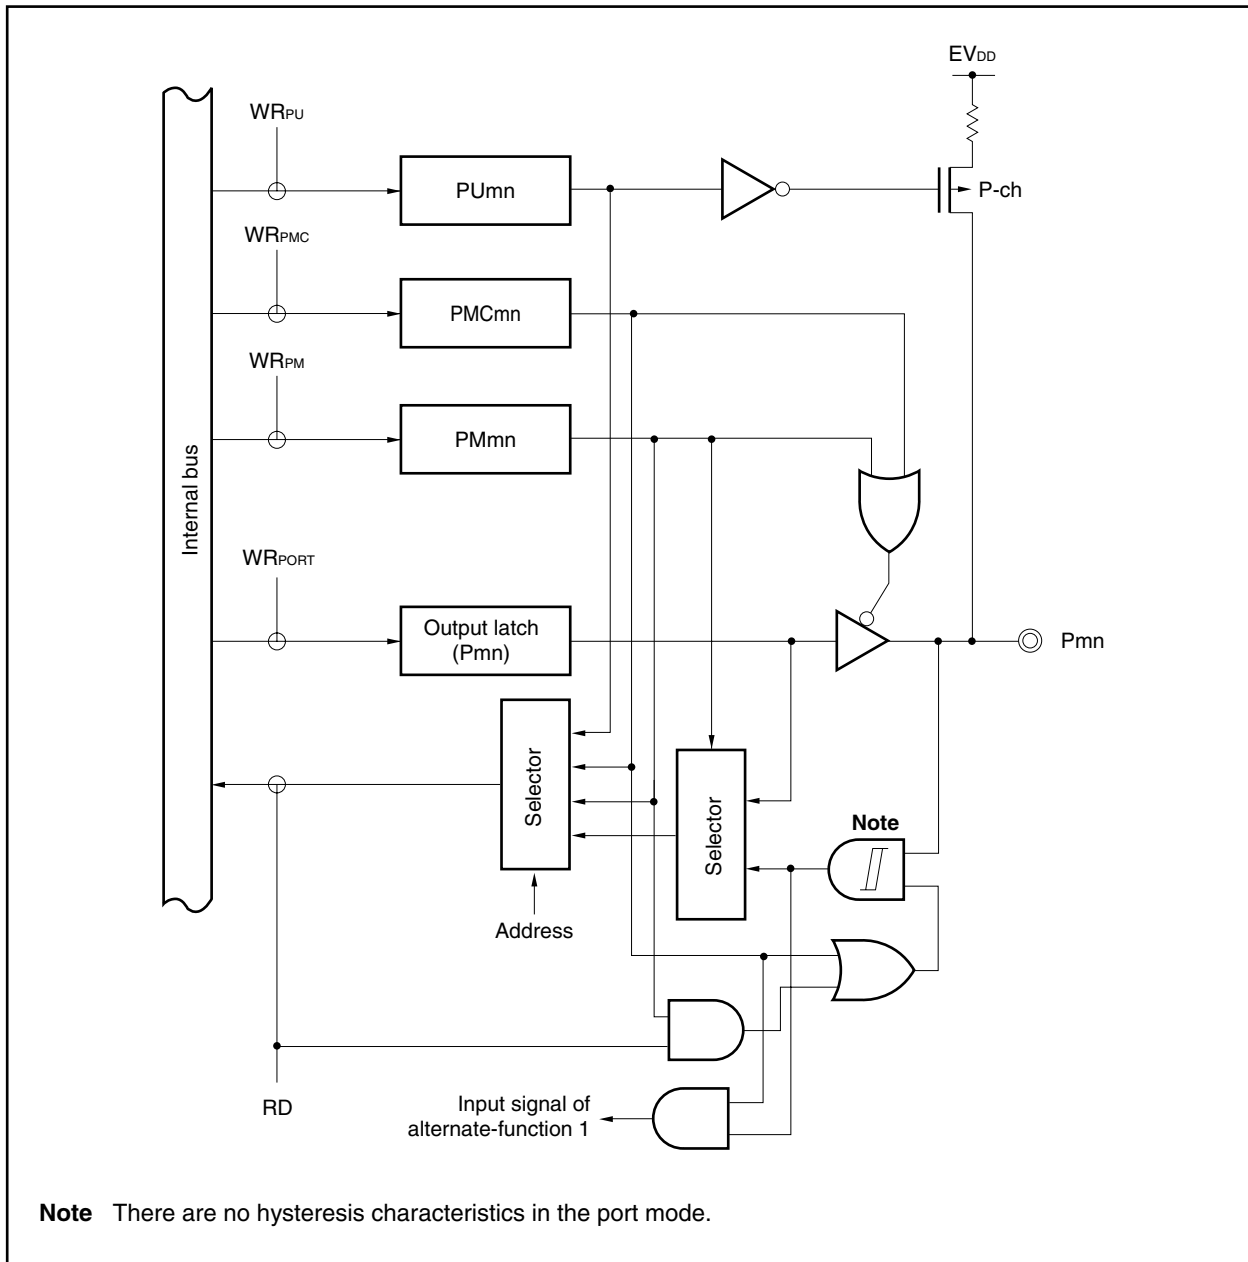 EVDD
WRPU
PUmn
P-ch
WRPMC
PMCmn
WRPM
PMmn
Internal bus
WRPORT
Output latch
(Pmn)
Pmn
Selector
Selector
Note
Address
RD
Input signal of
alternate-function 1
Note There are no hysteresis characteristics in the port mode.